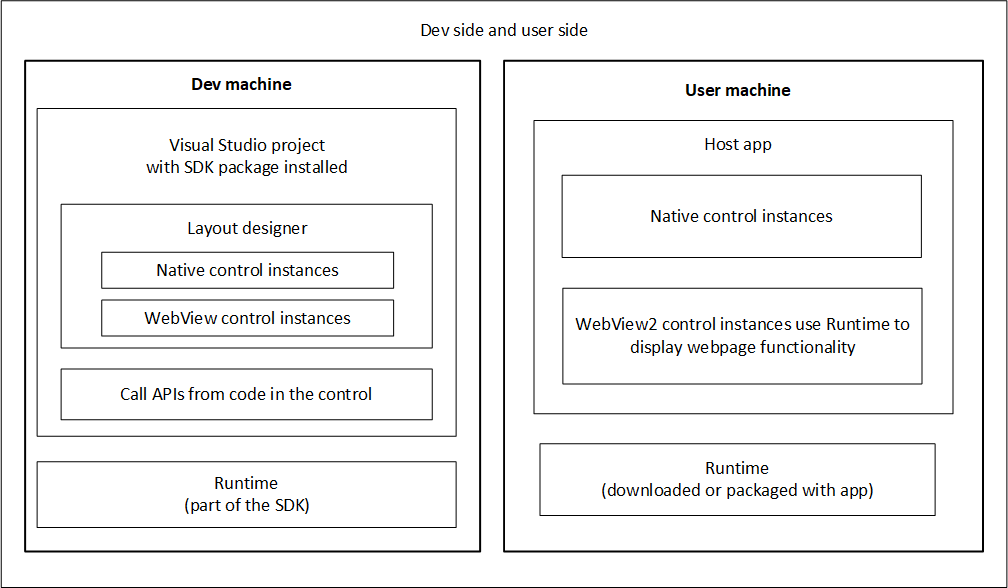 Dev side and user side
Dev machine
Visual Studio project
with SDK package installed
Layout designer
Native control instances
WebView control instances
Call APIs from code in the control
Runtime
(part of the SDK)
User machine
Host app
Native control instances
WebView2 control instances use Runtime to
display webpage functionality
Runtime
(downloaded or packaged with app)